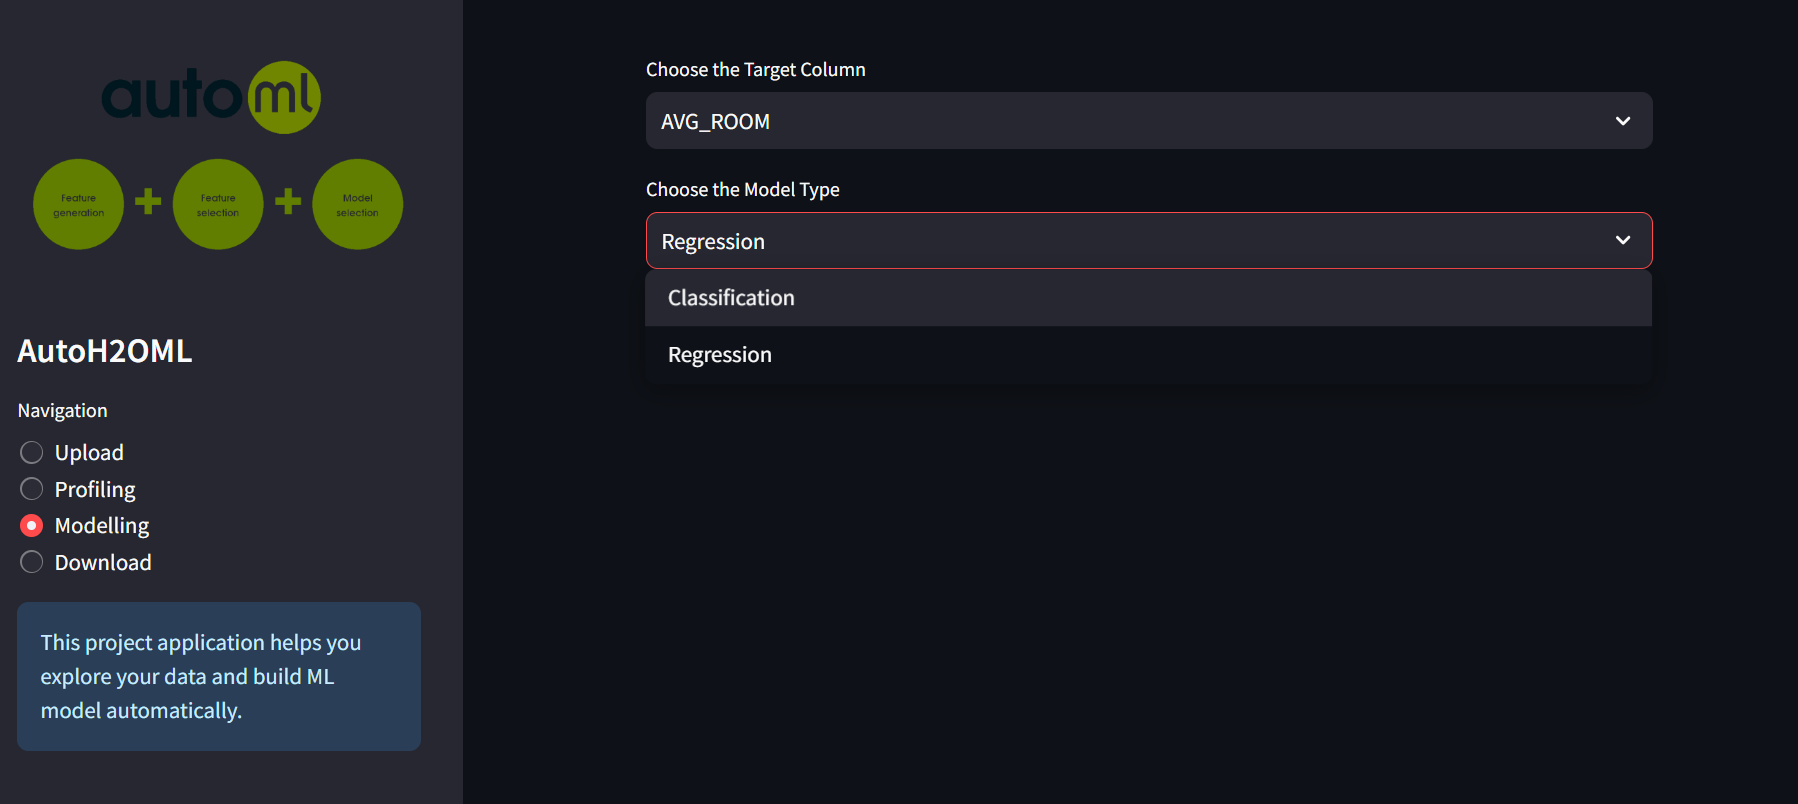 automl
Feature
generation
Feature
selection
Model
selection
AutoH2OML
Navigation
Upload
Profiling
Modelling
Download
This project application helps you
explore your data and build ML
model automatically.
Choose the Target Column
AVG_ROOM
Choose the Model Type
Regression
Classification
Regression